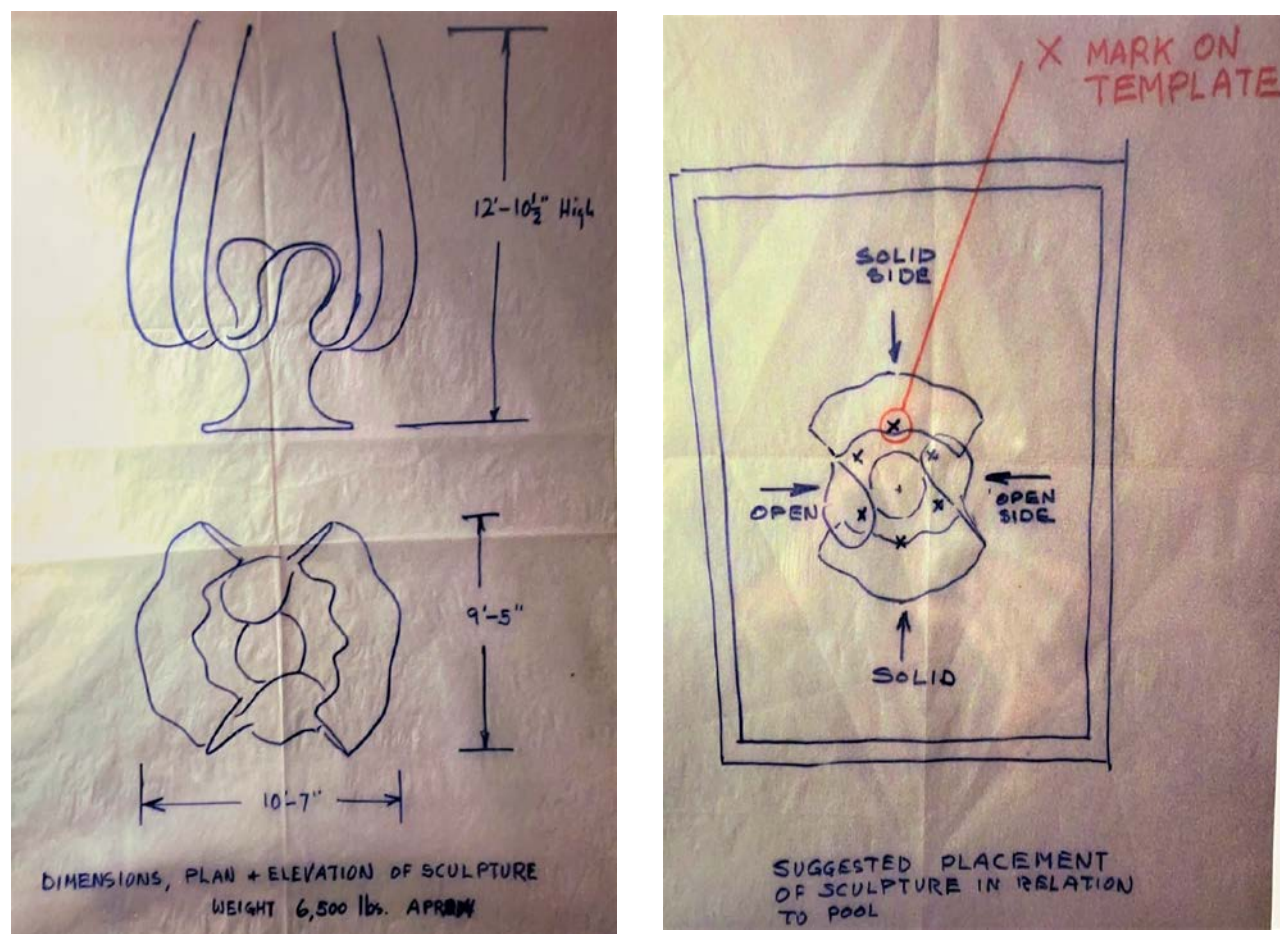 12'-10½" High
9'-5"
10'-7"
DIMENSIONS, PLAN + ELEVATION OF SCULPTURE
WEIGHT 6,500 lbs.
X MARK ON
TEMPLATE
SOLID
SIDE
OPEN
OPEN
SIDE
SOLID
SUGGESTED PLACEMENT
OF SCULPTURE IN RELATION
TO POOL